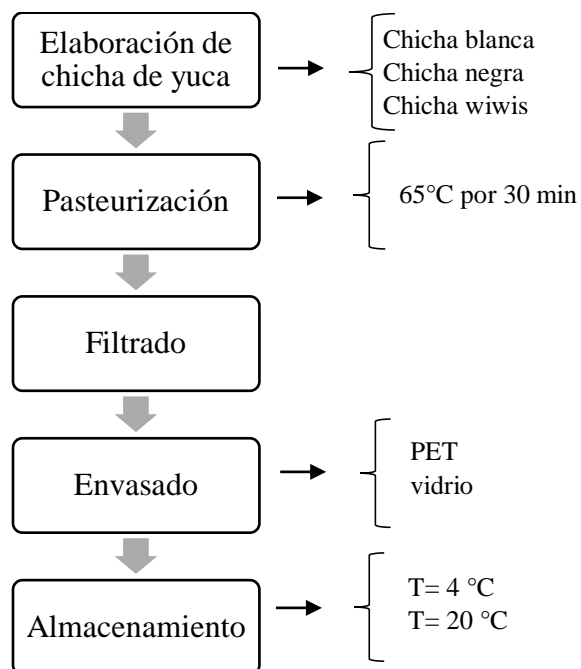 Elaboración de
chicha de yuca
Chicha blanca
Chicha negra
Chicha wiwis
Pasteurización
65°C por 30 min
Filtrado
Envasado
PET
vidrio
Almacenamiento
T= 4 °C
T= 20 °C